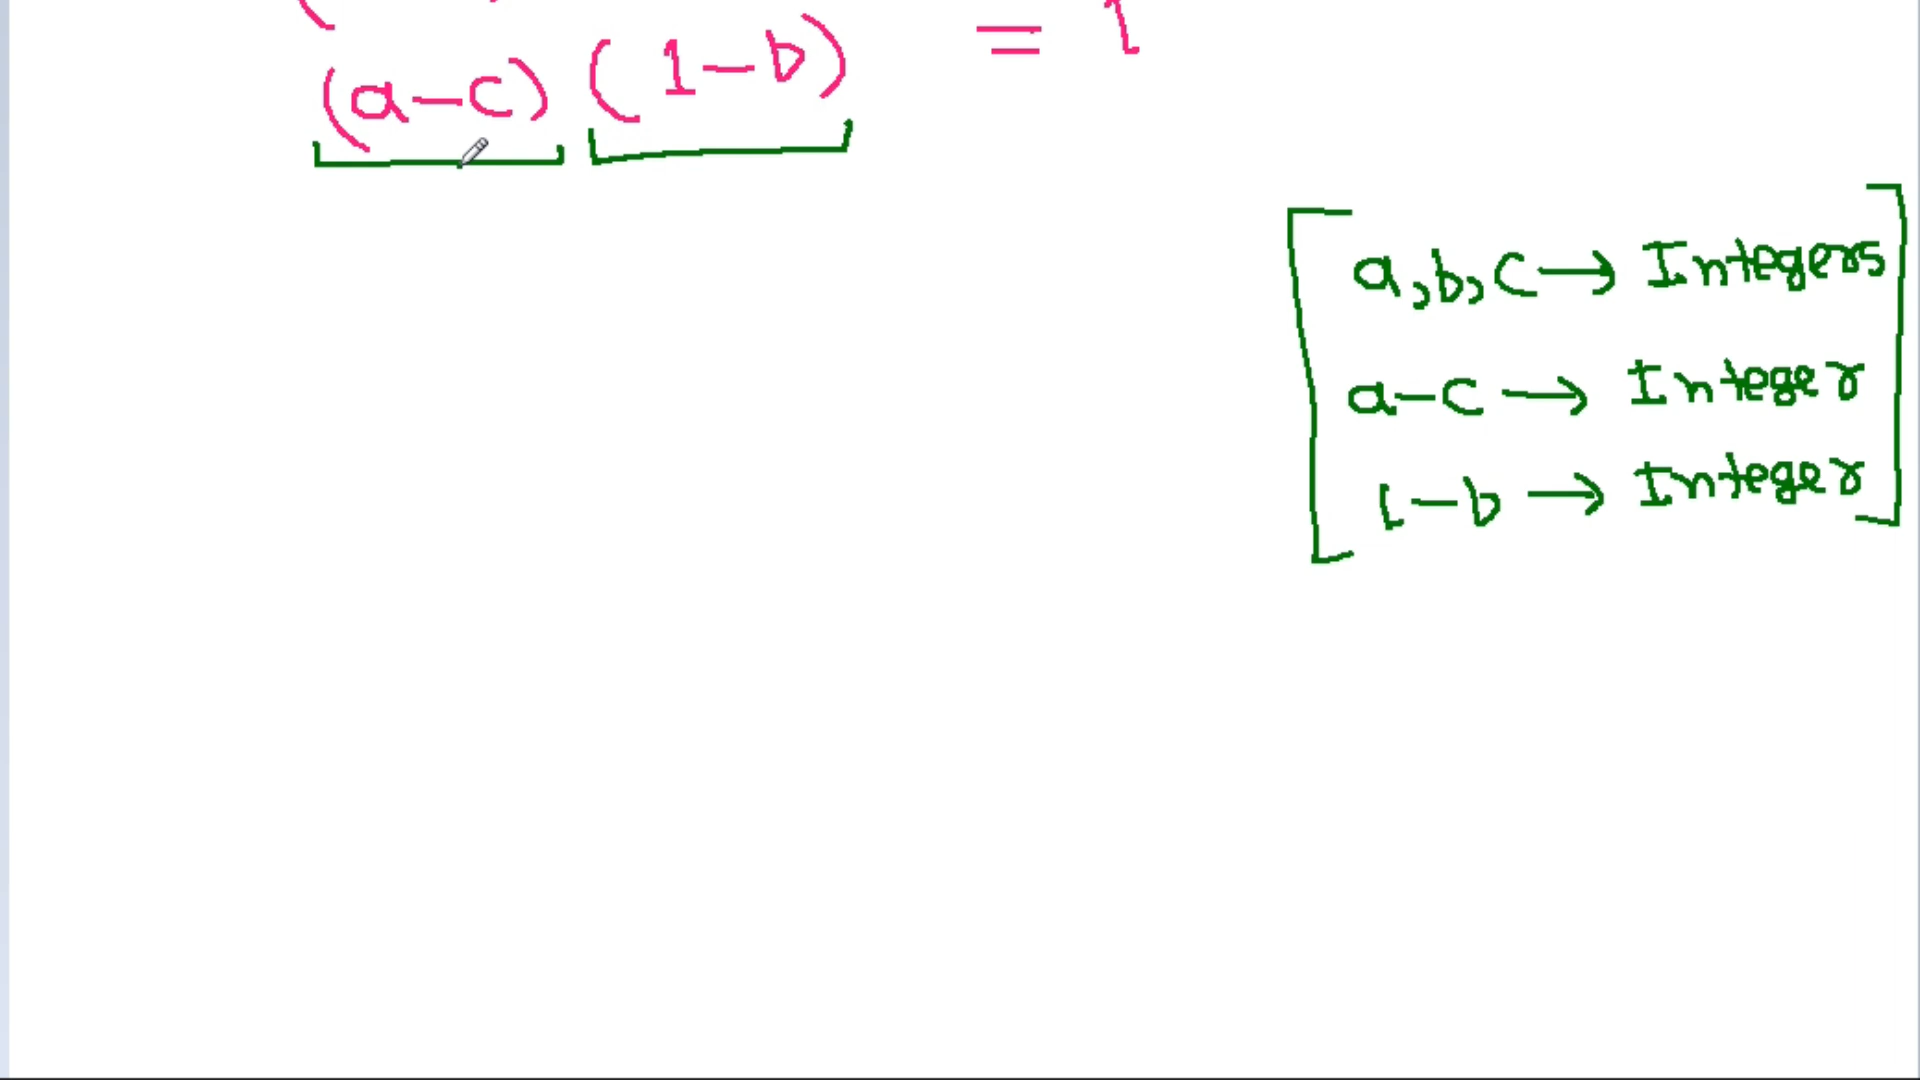 (a-c) (1-b) = 1
a,b,c → Integers
a-c → Integer
1-b → Integer